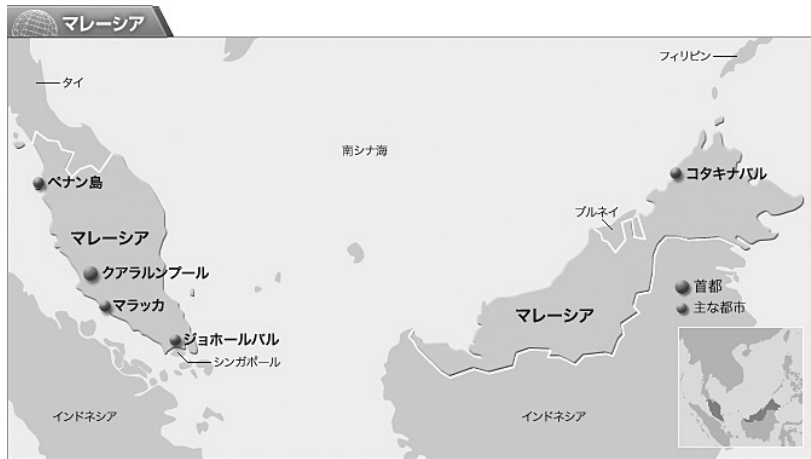 マレーシア
フィリピン
タイ
南シナ海
コタキナバル
ペナン島
ブルネイ
マレーシア
クアラルンプール
首都
マラッカ
主な都市
マレーシア
ジョホールバル
シンガポール
インドネシア
インドネシア